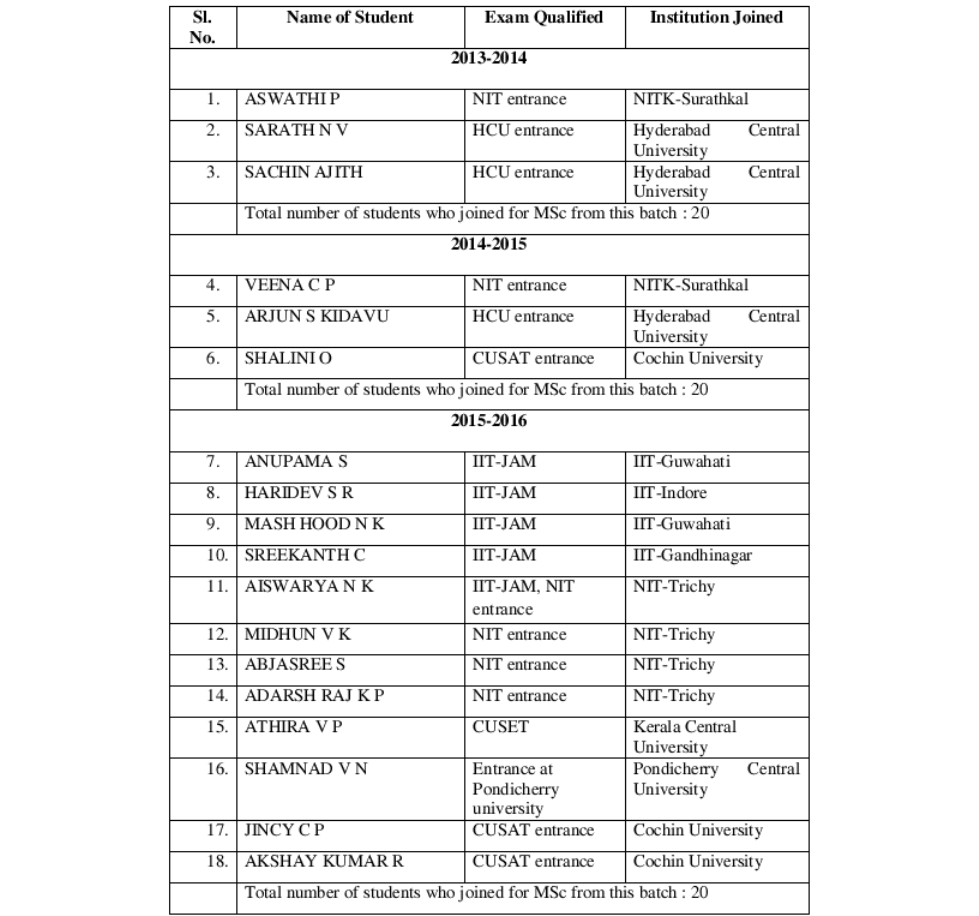 Sl. No. Name of Student Exam Qualified Institution Joined
2013-2014
1. ASWATHI P NIT entrance NITK-Surathkal
2. SARATH N V HCU entrance Hyderabad Central University
3. SACHIN AJITH HCU entrance Hyderabad Central University
Total number of students who joined for MSc from this batch : 20
2014-2015
4. VEENA C P NIT entrance NITK-Surathkal
5. ARJUN S KIDAVU HCU entrance Hyderabad Central University
6. SHALINI O CUSAT entrance Cochin University
Total number of students who joined for MSc from this batch : 20
2015-2016
7. ANUPAMA S IIT-JAM IIT-Guwahati
8. HARIDEV S R IIT-JAM IIT-Indore
9. MASH HOOD N K IIT-JAM IIT-Guwahati
10. SREEKANTH C IIT-JAM IIT-Gandhinagar
11. AISWARYA N K IIT-JAM, NIT entrance NIT-Trichy
12. MIDHUN V K NIT entrance NIT-Trichy
13. ABJASREE S NIT entrance NIT-Trichy
14. ADARSH RAJ K P NIT entrance NIT-Trichy
15. ATHIRA V P CUSET Kerala Central University
16. SHAMNAD V N Entrance at Pondicherry university Pondicherry Central University
17. JINCY C P CUSAT entrance Cochin University
18. AKSHAY KUMAR R CUSAT entrance Cochin University
Total number of students who joined for MSc from this batch : 20